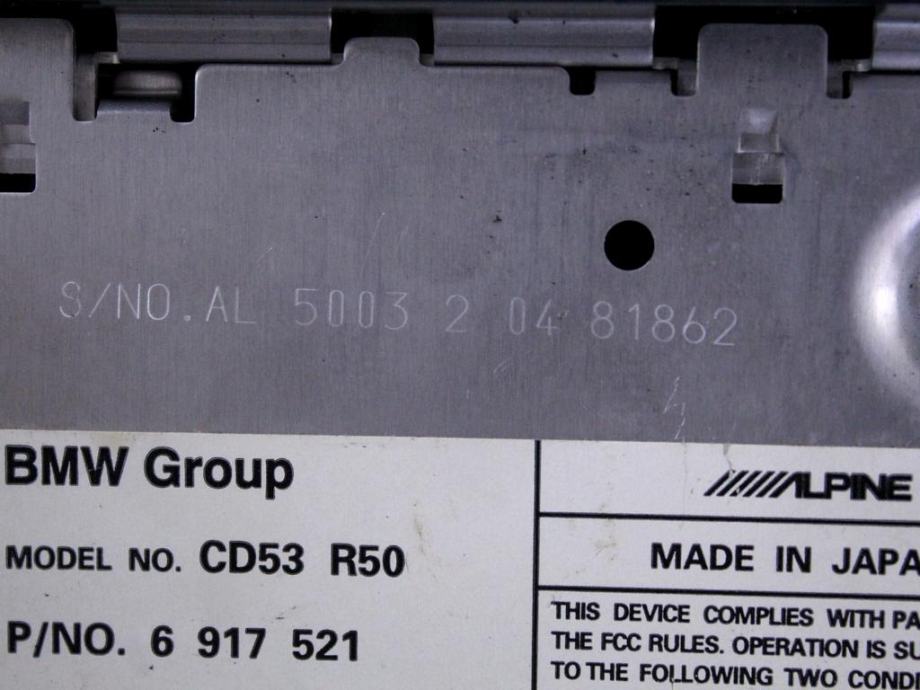 S/NO.AL 5003 2 04 81862
BMW Group
MODEL NO. CD53 R50
P/NO. 6 917 521
ALPINE
MADE IN JAPA
THIS DEVICE COMPLIES WITH PA
THE FCC RULES. OPERATION IS SU
TO THE FOLLOWING TWO CONDI